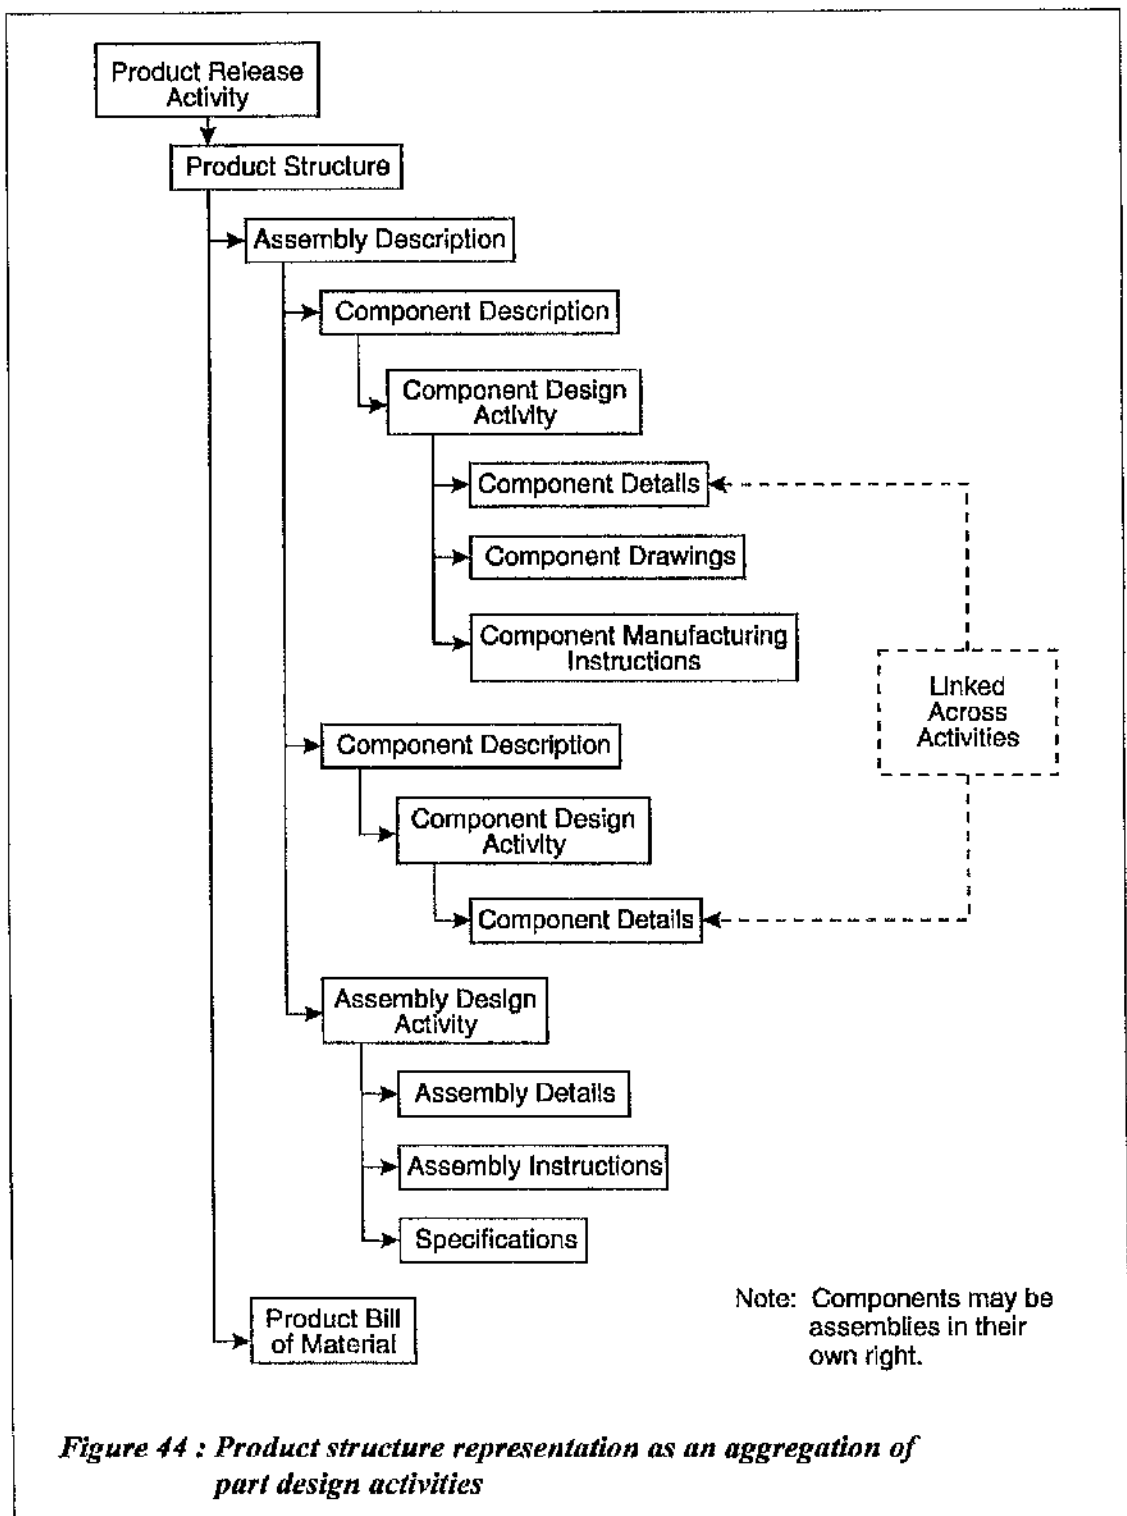 Product Release
Activity
Product Structure
Assembly Description
Component Description
Component Design
Activity
Component Details
Component Drawings
Component Manufacturing
Instructions
Linked
Across
Activities
Component Description
Component Design
Activity
Component Details
Assembly Design
Activity
Assembly Details
Assembly Instructions
Specifications
Product Bill
of Material
Note: Components may be
assemblies in their
own right.
Figure 44 : Product structure representation as an aggregation of
part design activities